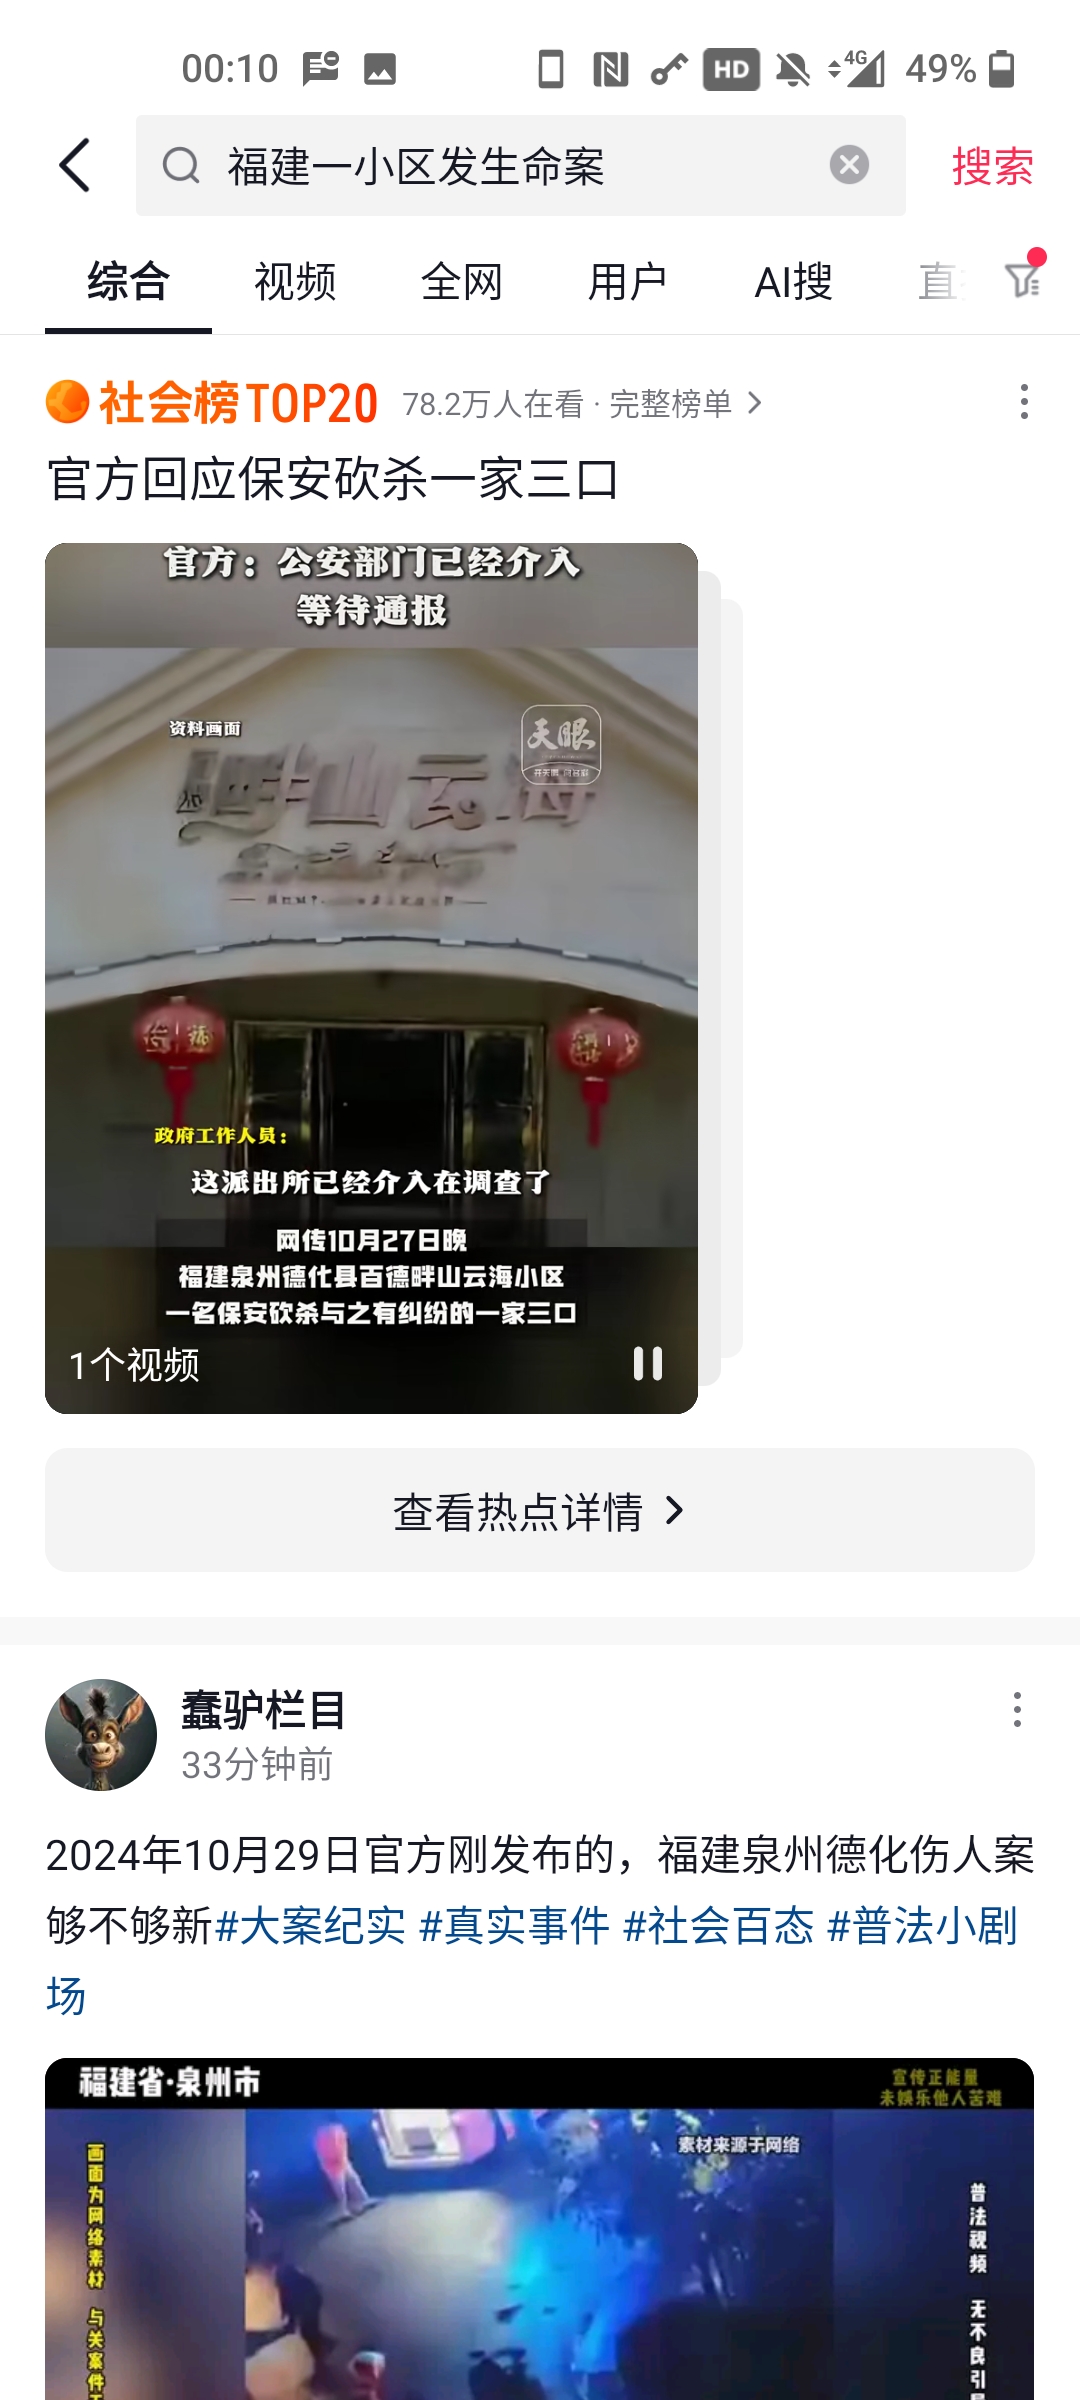 00:10
HD
4G
49%
福建一小区发生命案
搜索
综合
视频
全网
用户
AI搜
直
社会榜TOP20
78.2万人在看 · 完整榜单
官方回应保安砍杀一家三口
官方：公安部门已经介入
等待通报
资料画面
天眼
畔山云海
政府工作人员：
这派出所已经介入在调查了
网传10月27日晚
福建泉州德化县百德畔山云海小区
一名保安砍杀与之有纠纷的一家三口
1个视频
查看热点详情
蠢驴栏目
33分钟前
2024年10月29日官方刚发布的，福建泉州德化伤人案
够不够新#大案纪实 #真实事件 #社会百态 #普法小剧
场
福建省·泉州市
宣传正能量
未娱乐他人苦难
素材来源于网络
画面为网络素材 与关案件
普法视频 无不良引